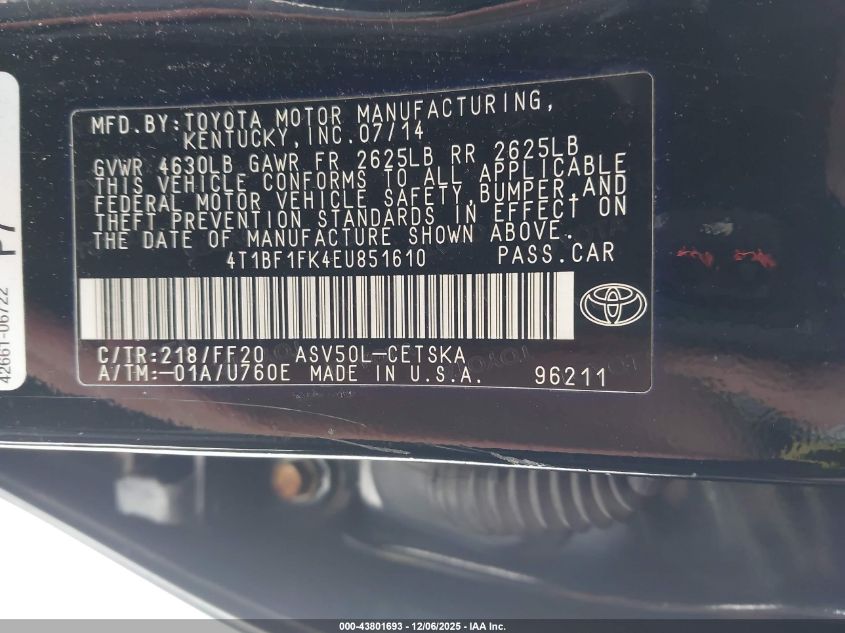 MFD.BY:TOYOTA MOTOR MANUFACTURING,
KENTUCKY, INC.07/14
GVWR 4630LB GAWR FR 2625LB RR 2625LB
THIS VEHICLE CONFORMS TO ALL APPLICABLE
FEDERAL MOTOR VEHICLE SAFETY,BUMPER,AND
THEFT PREVENTION STANDARDS IN EFFECT ON
THE DATE OF MANUFACTURE SHOWN ABOVE.
4T1BF1FK4EU851610 PASS.CAR
C/TR:218/FF20 ASV50L-CETSKA
A/TM:-01A/U760E MADE IN U.S.A. 96211
42661-06722
P7
000-43801693 - 12/06/2025 - IAA Inc.